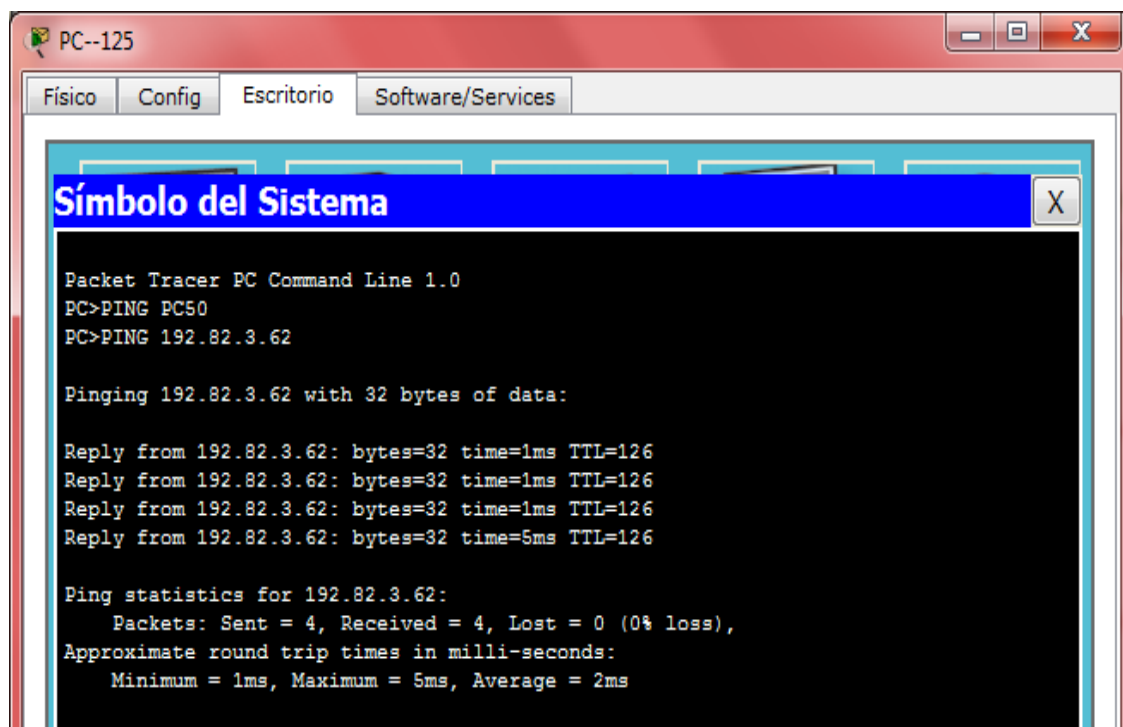 PC--125
Físico Config Escritorio Software/Services
Símbolo del Sistema X
Packet Tracer PC Command Line 1.0
PC>PING PC50
PC>PING 192.82.3.62
Pinging 192.82.3.62 with 32 bytes of data:
Reply from 192.82.3.62: bytes=32 time=1ms TTL=126
Reply from 192.82.3.62: bytes=32 time=1ms TTL=126
Reply from 192.82.3.62: bytes=32 time=1ms TTL=126
Reply from 192.82.3.62: bytes=32 time=5ms TTL=126
Ping statistics for 192.82.3.62:
Packets: Sent = 4, Received = 4, Lost = 0 (0% loss),
Approximate round trip times in milli-seconds:
Minimum = 1ms, Maximum = 5ms, Average = 2ms